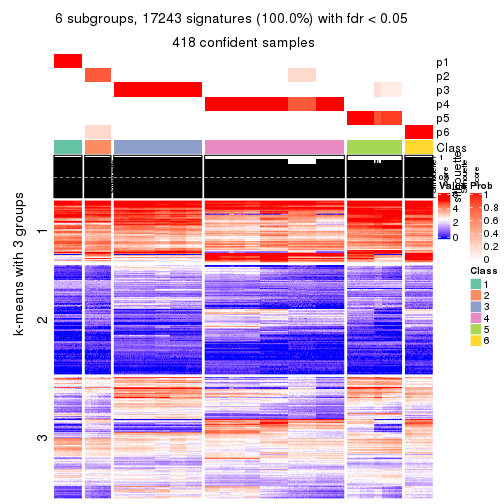 6 subgroups, 17243 signatures (100.0%) with fdr < 0.05
418 confident samples
p1
p2
p3
p4
p5
p6
Class
1
Silhouette
score
Value
4
2
0
Prob
1
0.8
0.6
0.4
0.2
0
Class
1
2
3
4
5
6
k-means with 3 groups
1
2
3